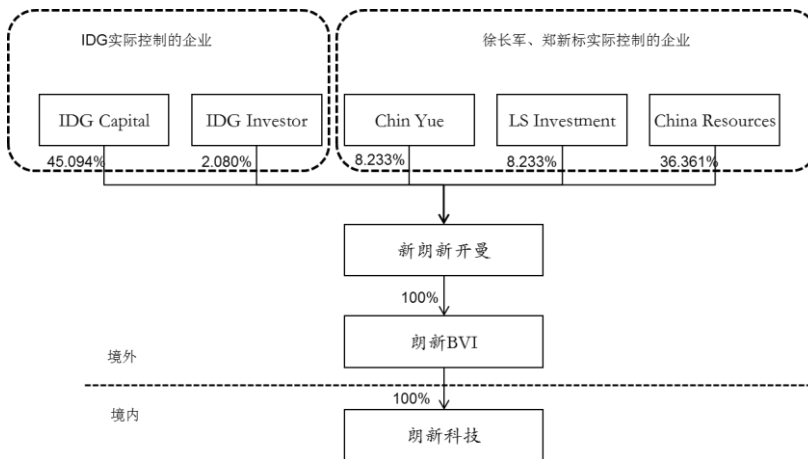 IDG实际控制的企业
徐长军、郑新标实际控制的企业
IDG Capital
IDG Investor
Chin Yue
LS Investment
China Resources
45.094%
2.080%
8.233%
8.233%
36.361%
新朗新开曼
100%
朗新BVI
境外
100%
境内
朗新科技